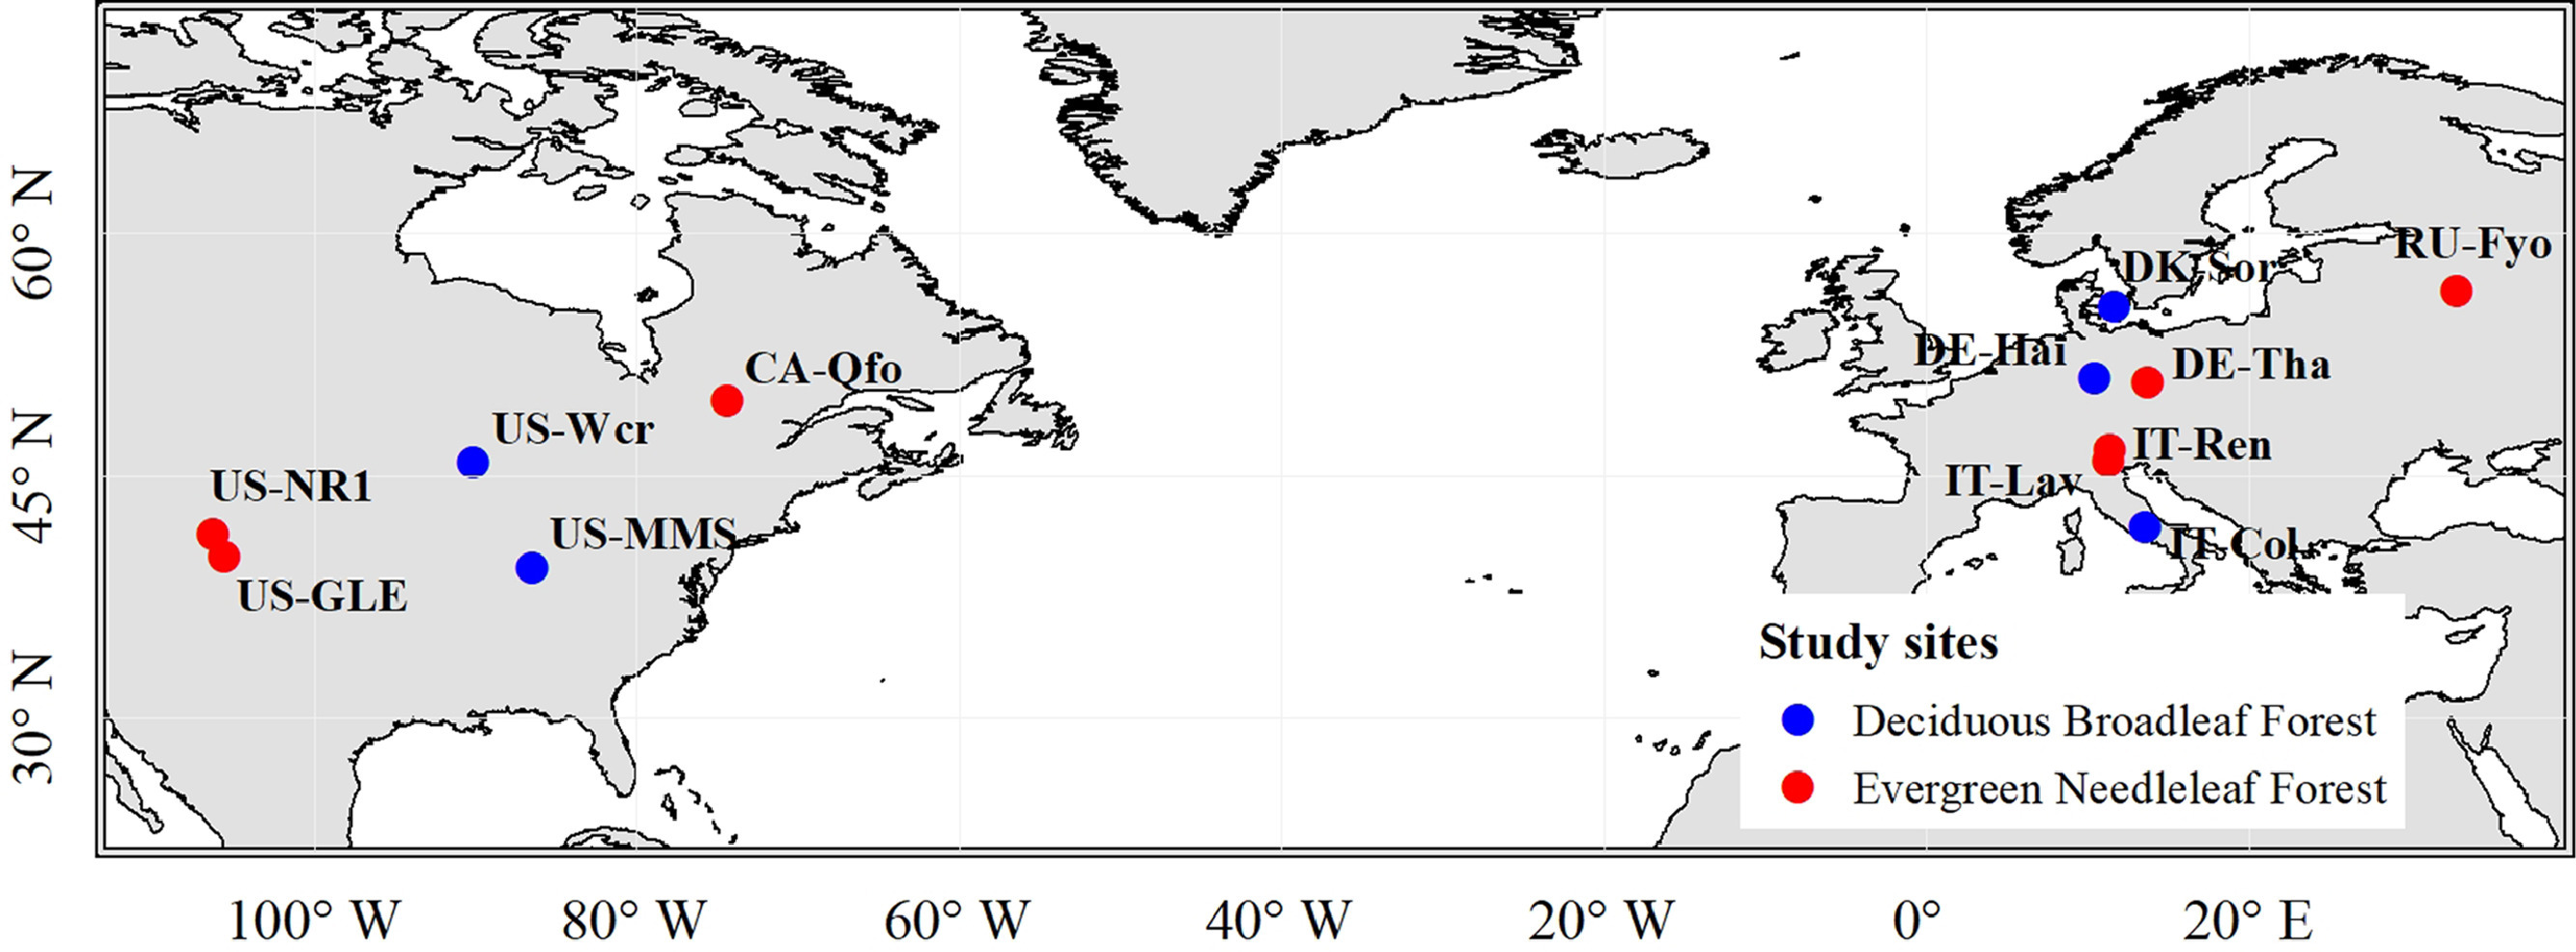 60° N
45° N
30° N
RU-Fyo
DK-Sor
DE-Hai
DE-Tha
CA-Qfo
US-Wcr
IT-Ren
IT-Lav
US-NR1
US-MMS
IT-Col
US-GLE
Study sites
Deciduous Broadleaf Forest
Evergreen Needleleaf Forest
100° W
80° W
60° W
40° W
20° W
0°
20° E